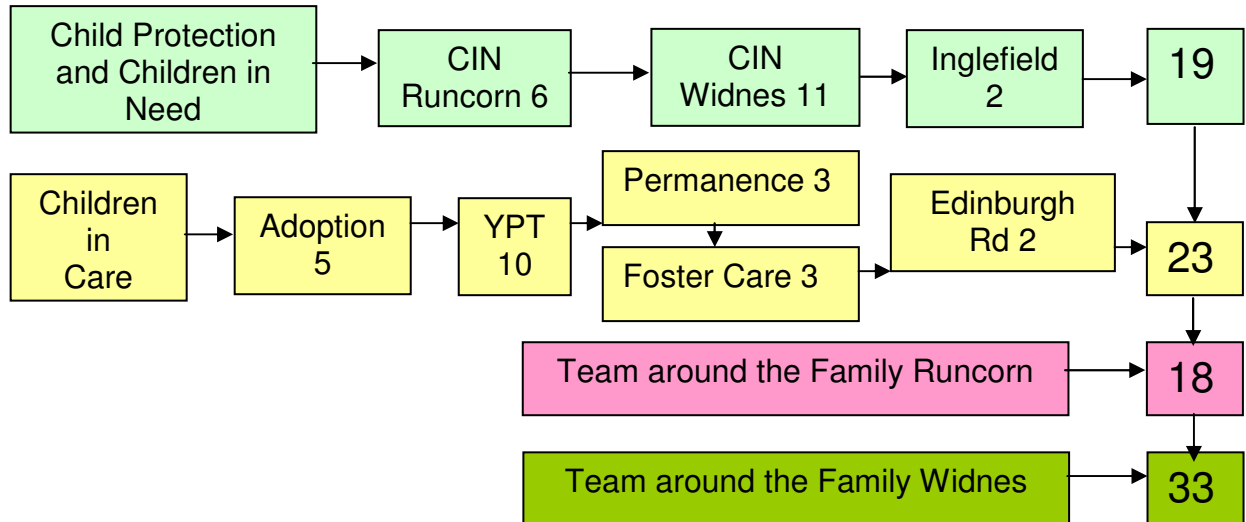 Child Protection
and Children in
Need
CIN
Runcorn 6
CIN
Widnes 11
Inglefield
2
19
Children
in
Care
Adoption
5
YPT
10
Permanence 3
Foster Care 3
Edinburgh
Rd 2
23
Team around the Family Runcorn
18
Team around the Family Widnes
33